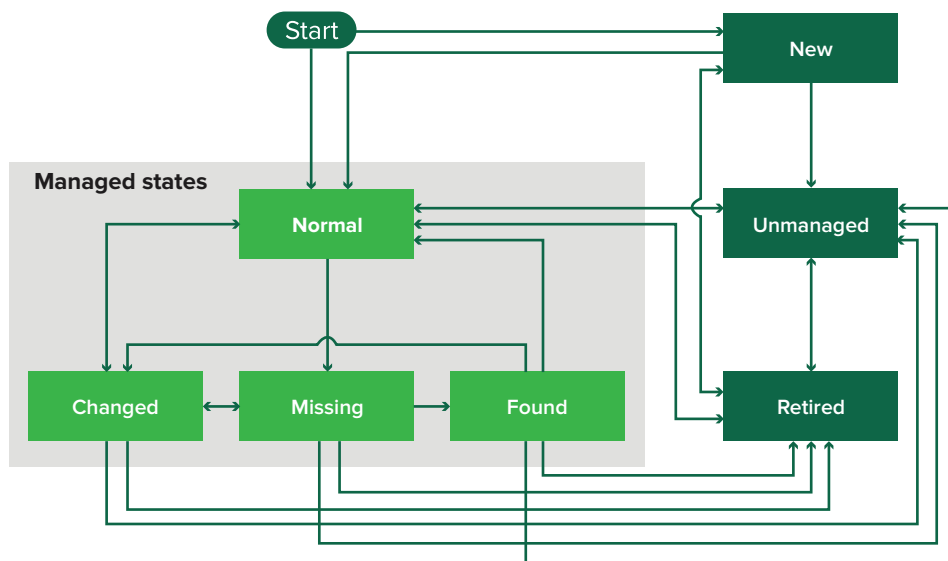 Start
New
Managed states
Normal
Unmanaged
Changed
Missing
Found
Retired